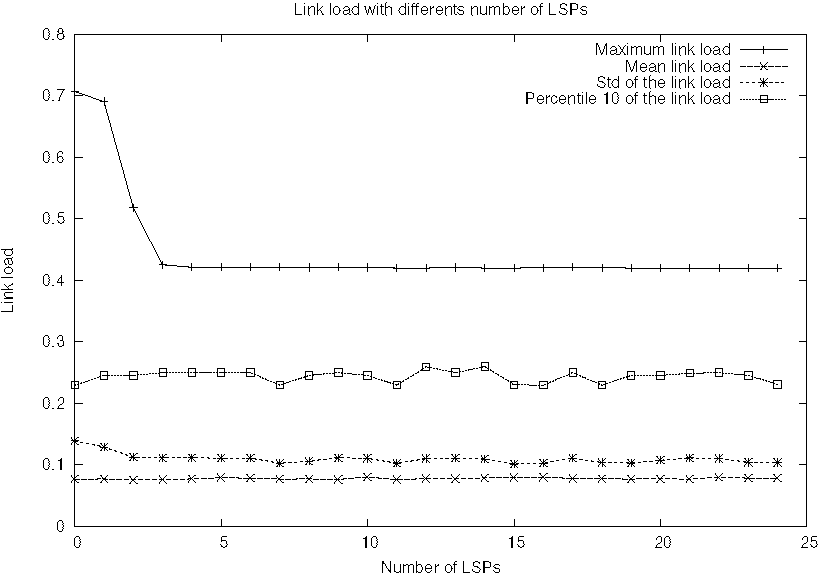 Link load with differents number of LSPs
0.8
0.7
0.6
0.5
0.4
0.3
0.2
0.1
0
Link load
Maximum link load
Mean link load
Std of the link load
Percentile 10 of the link load
0 5 10 15 20 25
Number of LSPs